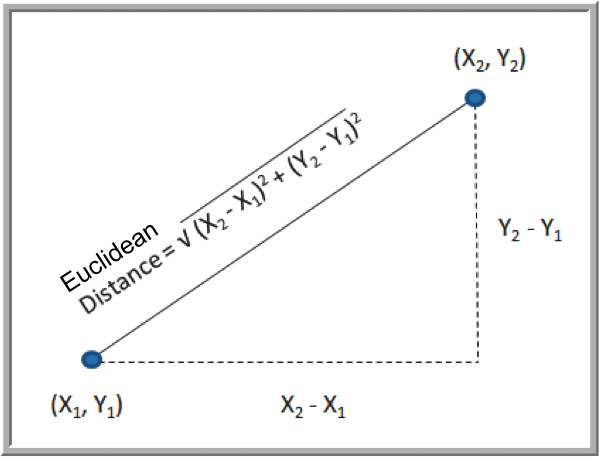 (X₂, Y₂)
Euclidean
Distance = √ (X₂ - X₁)² + (Y₂ - Y₁)²
Y₂ - Y₁
(X₁, Y₁)
X₂ - X₁